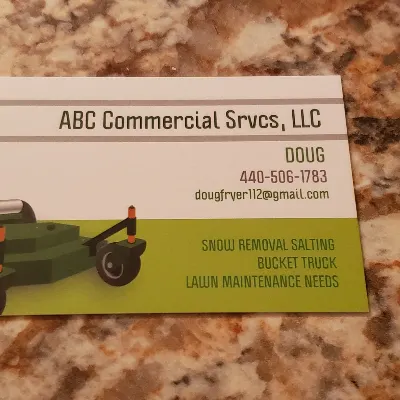 ABC Commercial Srvcs, LLC
DOUG
440-506-1783
dougfryer112@gmail.com
SNOW REMOVAL SALTING
BUCKET TRUCK
LAWN MAINTENANCE NEEDS